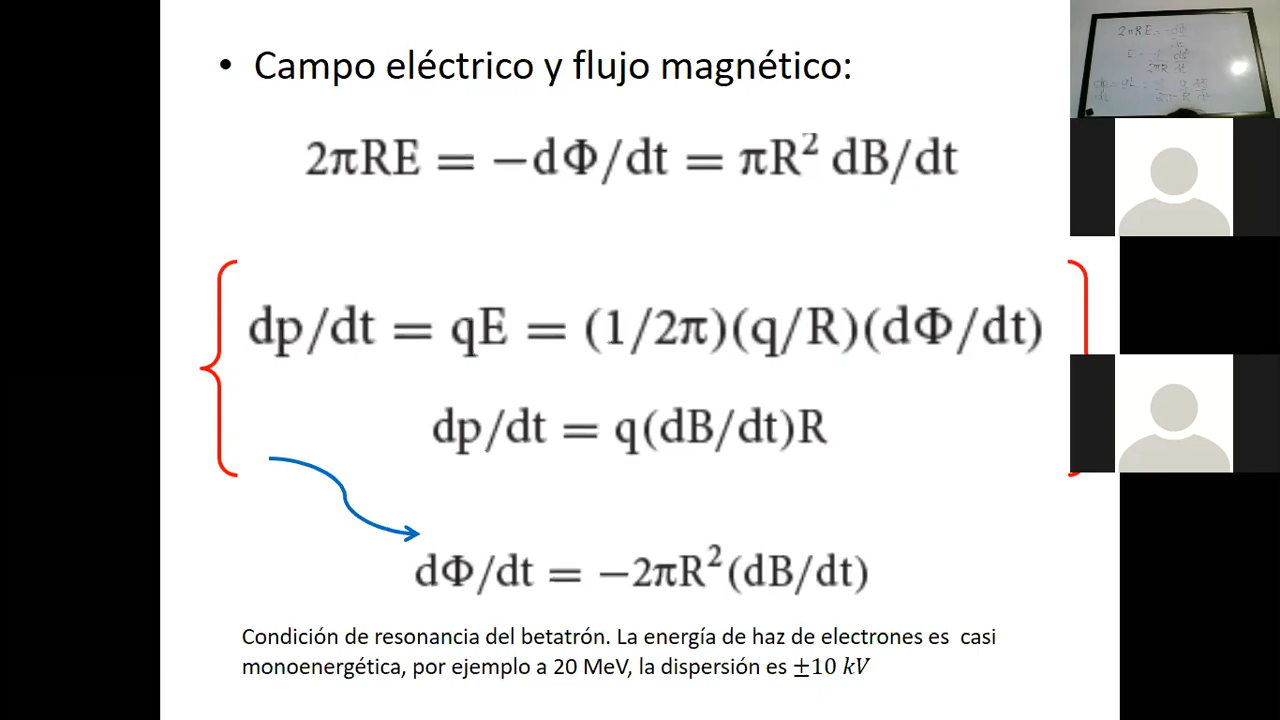 • Campo eléctrico y flujo magnético:
2πRE = −dΦ/dt = πR² dB/dt
dp/dt = qE = (1/2π)(q/R)(dΦ/dt)
dp/dt = q(dB/dt)R
dΦ/dt = −2πR²(dB/dt)
Condición de resonancia del betatrón. La energía de haz de electrones es casi
monoenergética, por ejemplo a 20 MeV, la dispersión es ±10 kV
2πRE